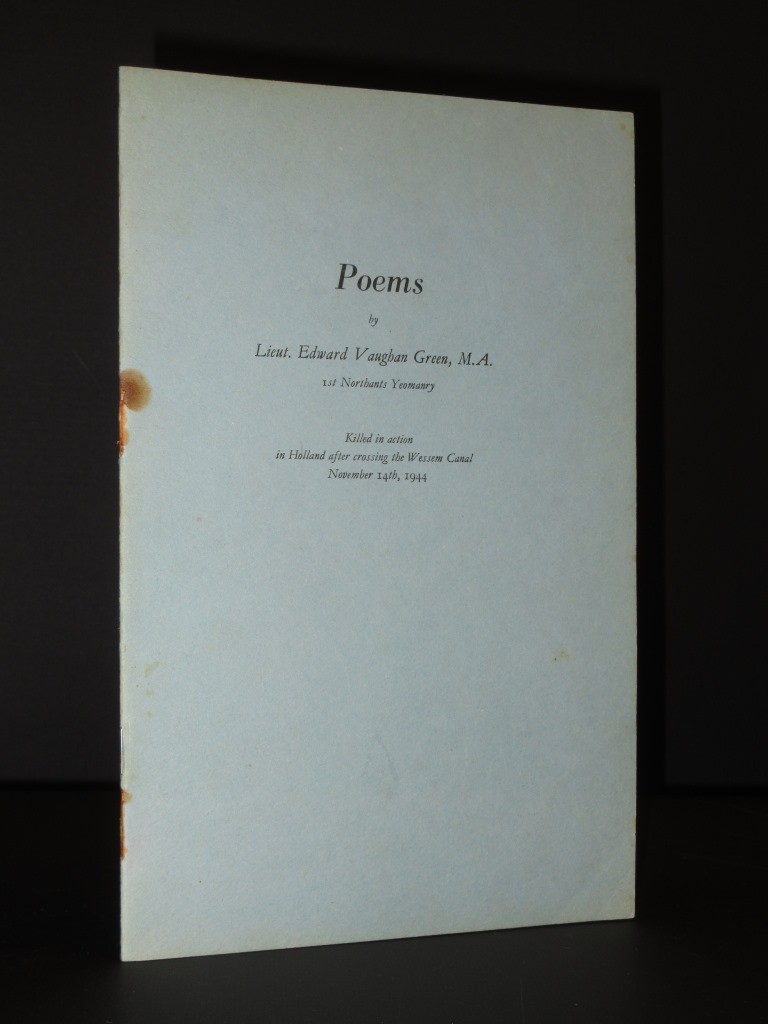 Poems
by
Lieut. Edward Vaughan Green, M.A.
1st Northants Yeomanry
Killed in action
in Holland after crossing the Wessem Canal
November 14th, 1944